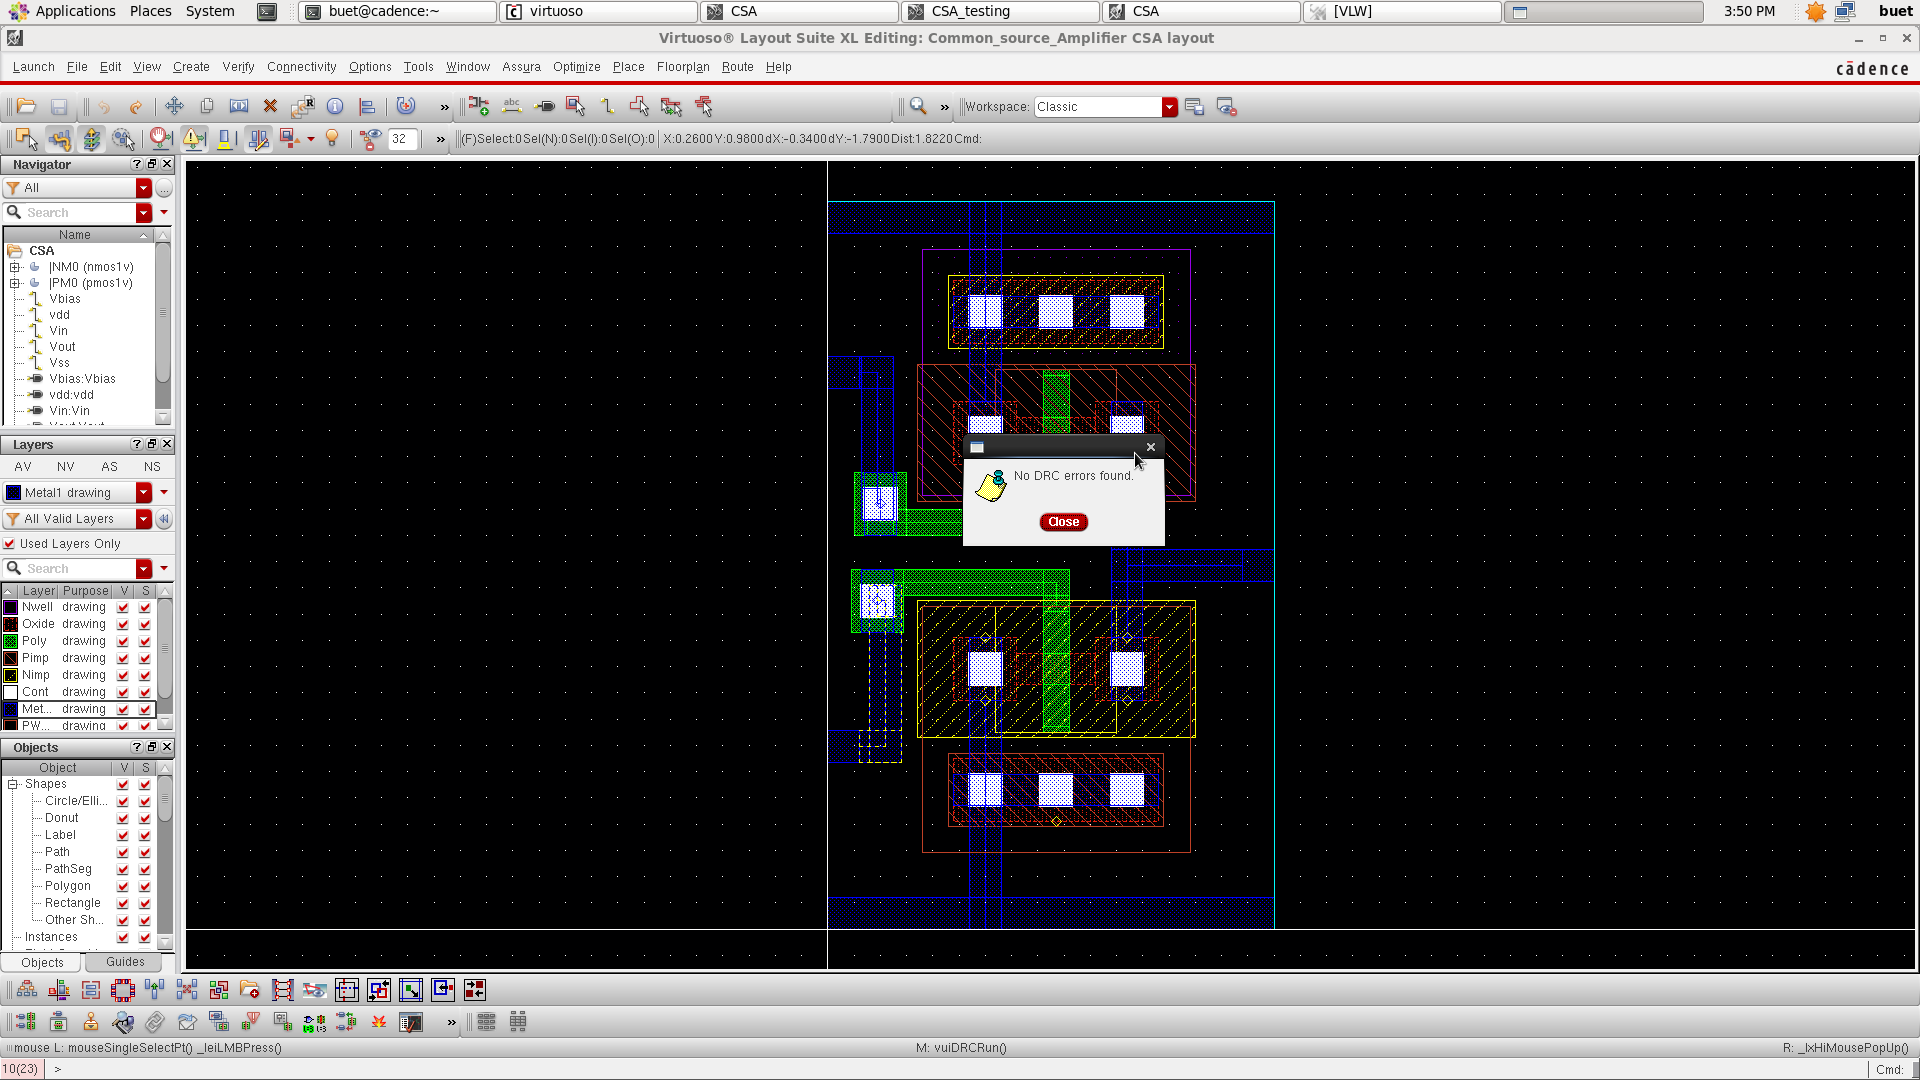 Applications Places System buet@cadence:~ virtuoso CSA CSA_testing CSA [VLW] 3:50 PM buet
Virtuoso® Layout Suite XL Editing: Common_source_Amplifier CSA layout
Launch File Edit View Create Verify Connectivity Options Tools Window Assura Optimize Place Floorplan Route Help
cādence
abc R » » Workspace: Classic
32 » (F)Select:0 Sel(N):0 Sel(I):0 Sel(O):0 X:0.2600 Y:0.9800 dX:-0.3400 dY:-1.7900 Dist:1.8220 Cmd:
Navigator
All
Search
Name
CSA
|NM0 (nmos1v)
|PM0 (pmos1v)
Vbias
vdd
Vin
Vout
Vss
Vbias:Vbias
vdd:vdd
Vin:Vin
Layers
AV NV AS NS
Metal1 drawing
All Valid Layers
Used Layers Only
Search
Layer Purpose V S
Nwell drawing
Oxide drawing
Poly drawing
Pimp drawing
Nimp drawing
Cont drawing
Met... drawing
PW... drawing
Objects
Object V S
Shapes
Circle/Elli...
Donut
Label
Path
PathSeg
Polygon
Rectangle
Other Sh...
Instances
Objects Guides
No DRC errors found.
Close
mouse L: mouseSingleSelectPt() _leiLMBPress() M: vuiDRCRun() R: _lxHiMousePopUp()
10(23) > Cmd: